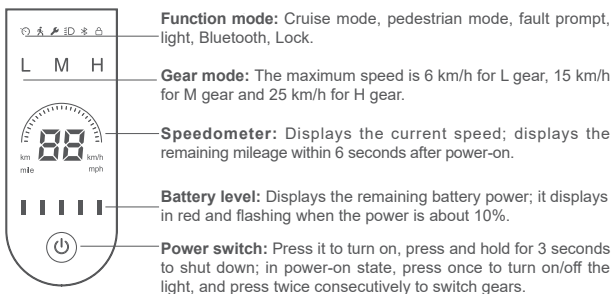 Function mode: Cruise mode, pedestrian mode, fault prompt,
light, Bluetooth, Lock.
L M H
Gear mode: The maximum speed is 6 km/h for L gear, 15 km/h
for M gear and 25 km/h for H gear.
Speedometer: Displays the current speed; displays the
remaining mileage within 6 seconds after power-on.
88
km km/h
mile mph
Battery level: Displays the remaining battery power; it displays
in red and flashing when the power is about 10%.
Power switch: Press it to turn on, press and hold for 3 seconds
to shut down; in power-on state, press once to turn on/off the
light, and press twice consecutively to switch gears.